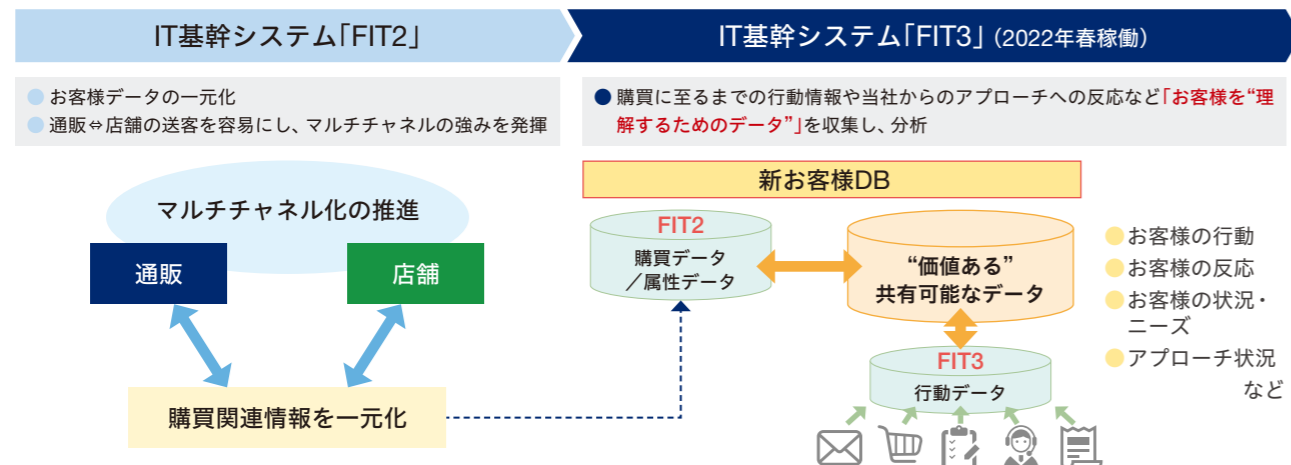 IT基幹システム「FIT2」
IT基幹システム「FIT3」（2022年春稼働）
● お客様データの一元化
● 通販⇔店舗の送客を容易にし、マルチチャネルの強みを発揮
● 購買に至るまでの行動情報や当社からのアプローチへの反応など「お客様を“理
解するためのデータ”」を収集し、分析
マルチチャネル化の推進
通販
店舗
購買関連情報を一元化
新お客様DB
FIT2
購買データ
／属性データ
“価値ある”
共有可能なデータ
FIT3
行動データ
●お客様の行動
●お客様の反応
●お客様の状況・
ニーズ
●アプローチ状況
など